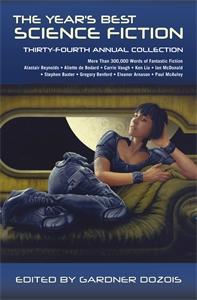 THE YEAR'S BEST
SCIENCE FICTION
THIRTY-FOURTH ANNUAL COLLECTION
More Than 300,000 Words of Fantastic Fiction
Alastair Reynolds • Aliette de Bodard • Carrie Vaughn • Ken Liu • Ian McDonald
• Stephen Baxter • Gregory Benford • Eleanor Arnason • Paul McAuley
EDITED BY GARDNER DOZOIS